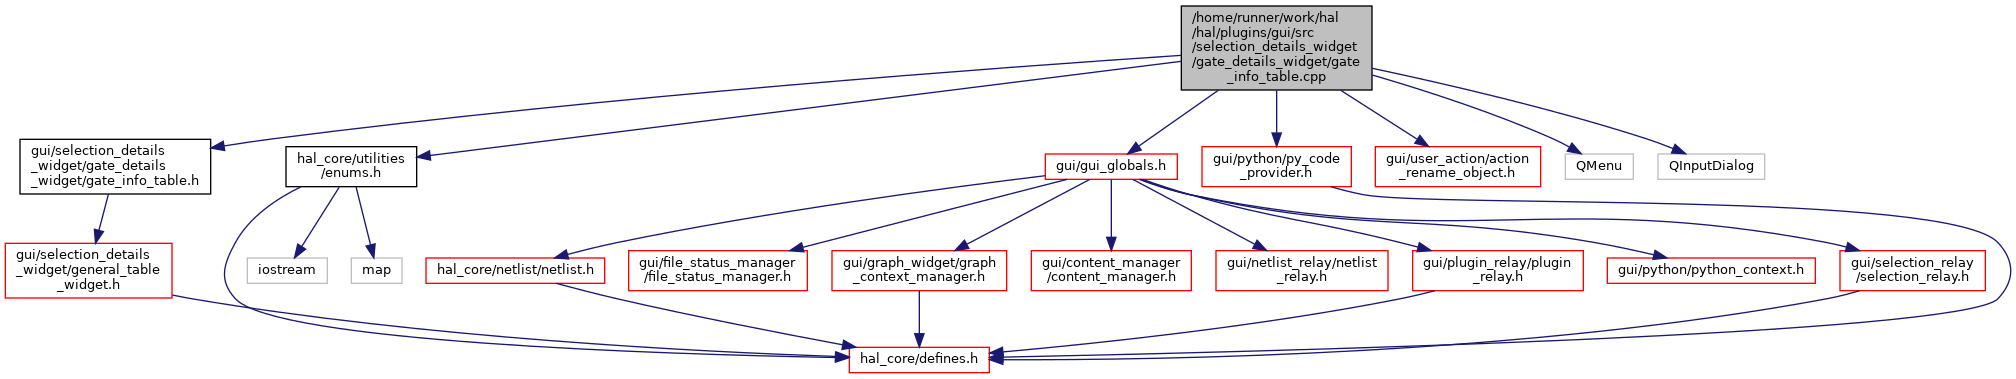 /home/runner/work/hal
/hal/plugins/gui/src
/selection_details_widget
/gate_details_widget/gate
_info_table.cpp
gui/selection_details
_widget/gate_details
_widget/gate_info_table.h
hal_core/utilities
/enums.h
gui/gui_globals.h
gui/python/py_code
_provider.h
gui/user_action/action
_rename_object.h
QMenu
QInputDialog
gui/selection_details
_widget/general_table
_widget.h
iostream
map
hal_core/netlist/netlist.h
gui/file_status_manager
/file_status_manager.h
gui/graph_widget/graph
_context_manager.h
gui/content_manager
/content_manager.h
gui/netlist_relay/netlist
_relay.h
gui/plugin_relay/plugin
_relay.h
gui/python/python_context.h
gui/selection_relay
/selection_relay.h
hal_core/defines.h